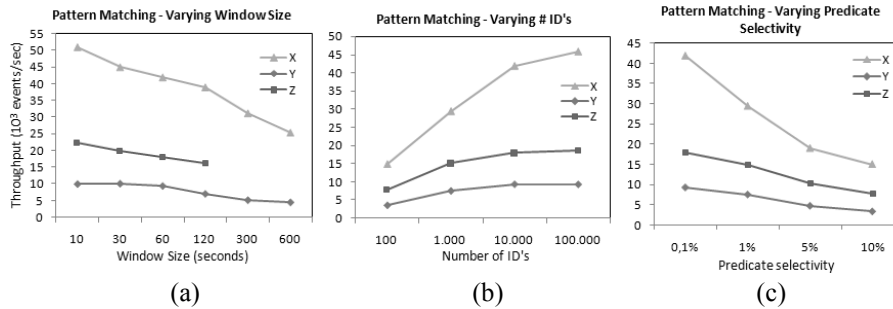 Pattern Matching - Varying Window Size
Throughput (10³ events/sec)
55
50
45
40
35
30
25
20
15
10
5
0
X
Y
Z
10 30 60 120 300 600
Window Size (seconds)
(a)
Pattern Matching - Varying # ID's
50
45
40
35
30
25
20
15
10
5
0
X
Y
Z
100 1.000 10.000 100.000
Number of ID's
(b)
Pattern Matching - Varying Predicate
Selectivity
45
40
35
30
25
20
15
10
5
0
X
Y
Z
0,1% 1% 5% 10%
Predicate selectivity
(c)